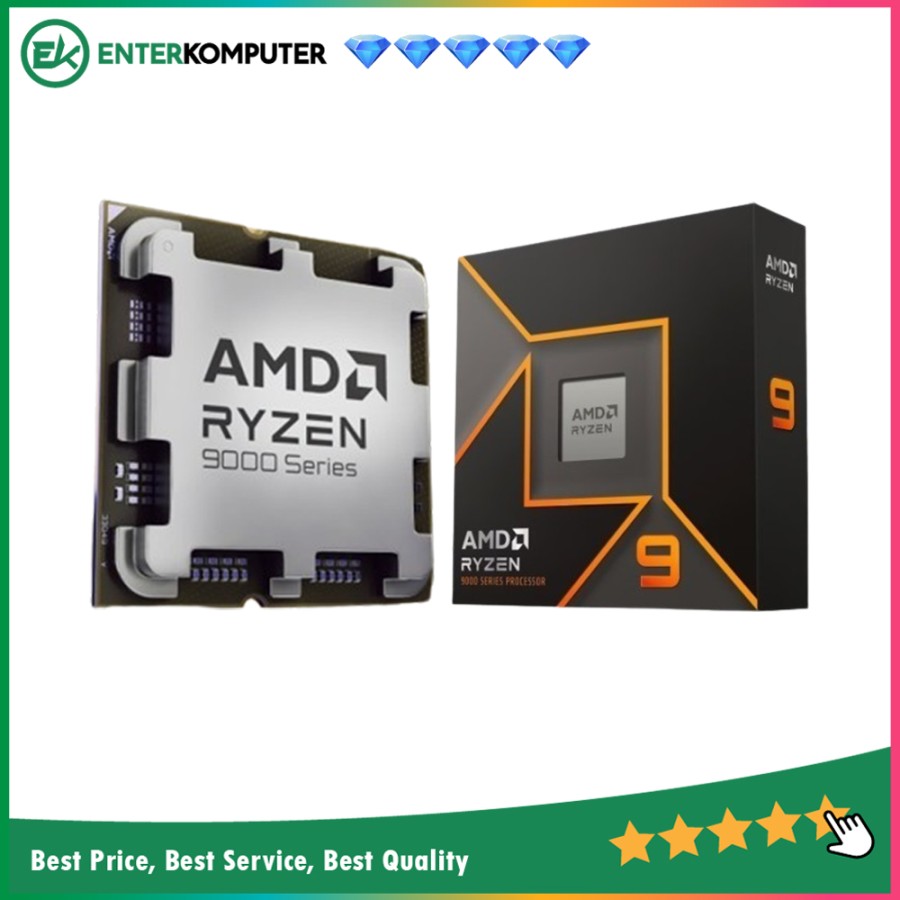 EK ENTERKOMPUTER
AMD
RYZEN
9000 Series
AMD
RYZEN
9
AMD
RYZEN
AMD
RYZEN
9000 SERIES PROCESSOR
9
Best Price, Best Service, Best Quality